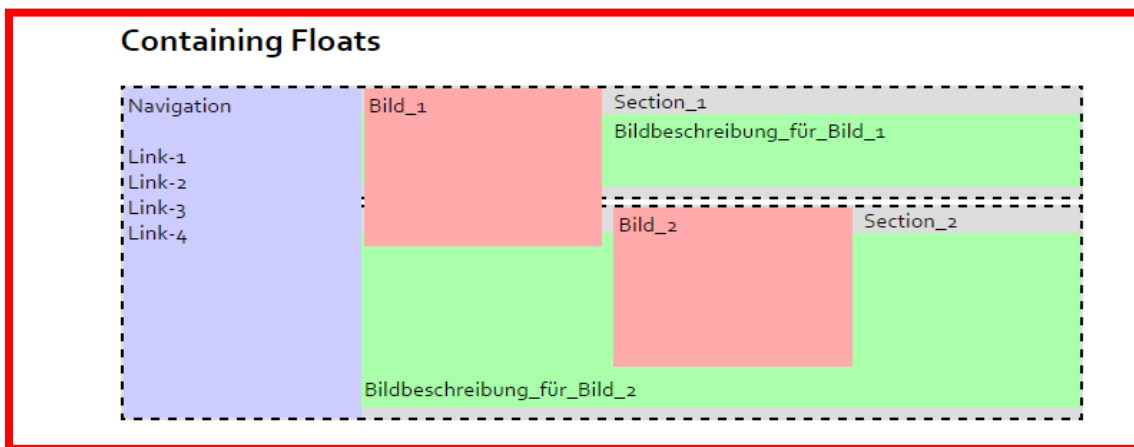 Containing Floats
Navigation
Link-1
Link-2
Link-3
Link-4
Bild_1
Section_1
Bildbeschreibung_für_Bild_1
Bild_2
Section_2
Bildbeschreibung_für_Bild_2